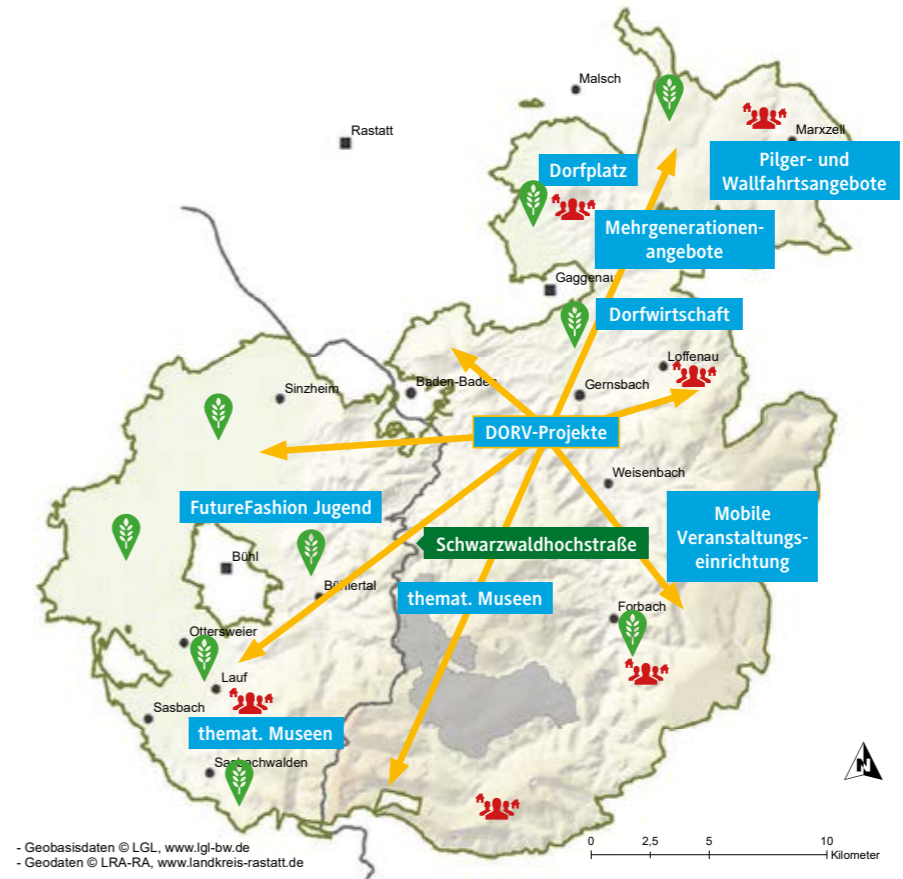 Malsch
Rastatt
Marxzell
Pilger- und
Wallfahrtsangebote
Dorfplatz
Mehrgenerationen-
angebote
Gaggenau
Dorfwirtschaft
Loffenau
Sinzheim
Baden-Baden
Gernsbach
DORV-Projekte
Weisenbach
FutureFashion Jugend
Mobile
Veranstaltungs-
einrichtung
Schwarzwaldhochstraße
Bühl
Bühlertal
themat. Museen
Forbach
Ottersweier
Lauf
Sasbach
themat. Museen
Sasbachwalden
N
- Geobasisdaten © LGL, www.lgl-bw.de
- Geodaten © LRA-RA, www.landkreis-rastatt.de
0 2,5 5 10
Kilometer